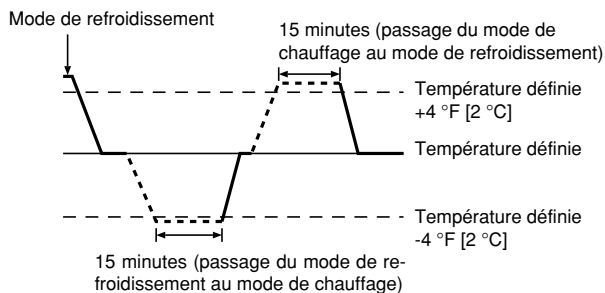 Mode de refroidissement
15 minutes (passage du mode de
chauffage au mode de refroidissement)
Température définie
+4 °F [2 °C]
Température définie
Température définie
-4 °F [2 °C]
15 minutes (passage du mode de re-
froidissement au mode de chauffage)